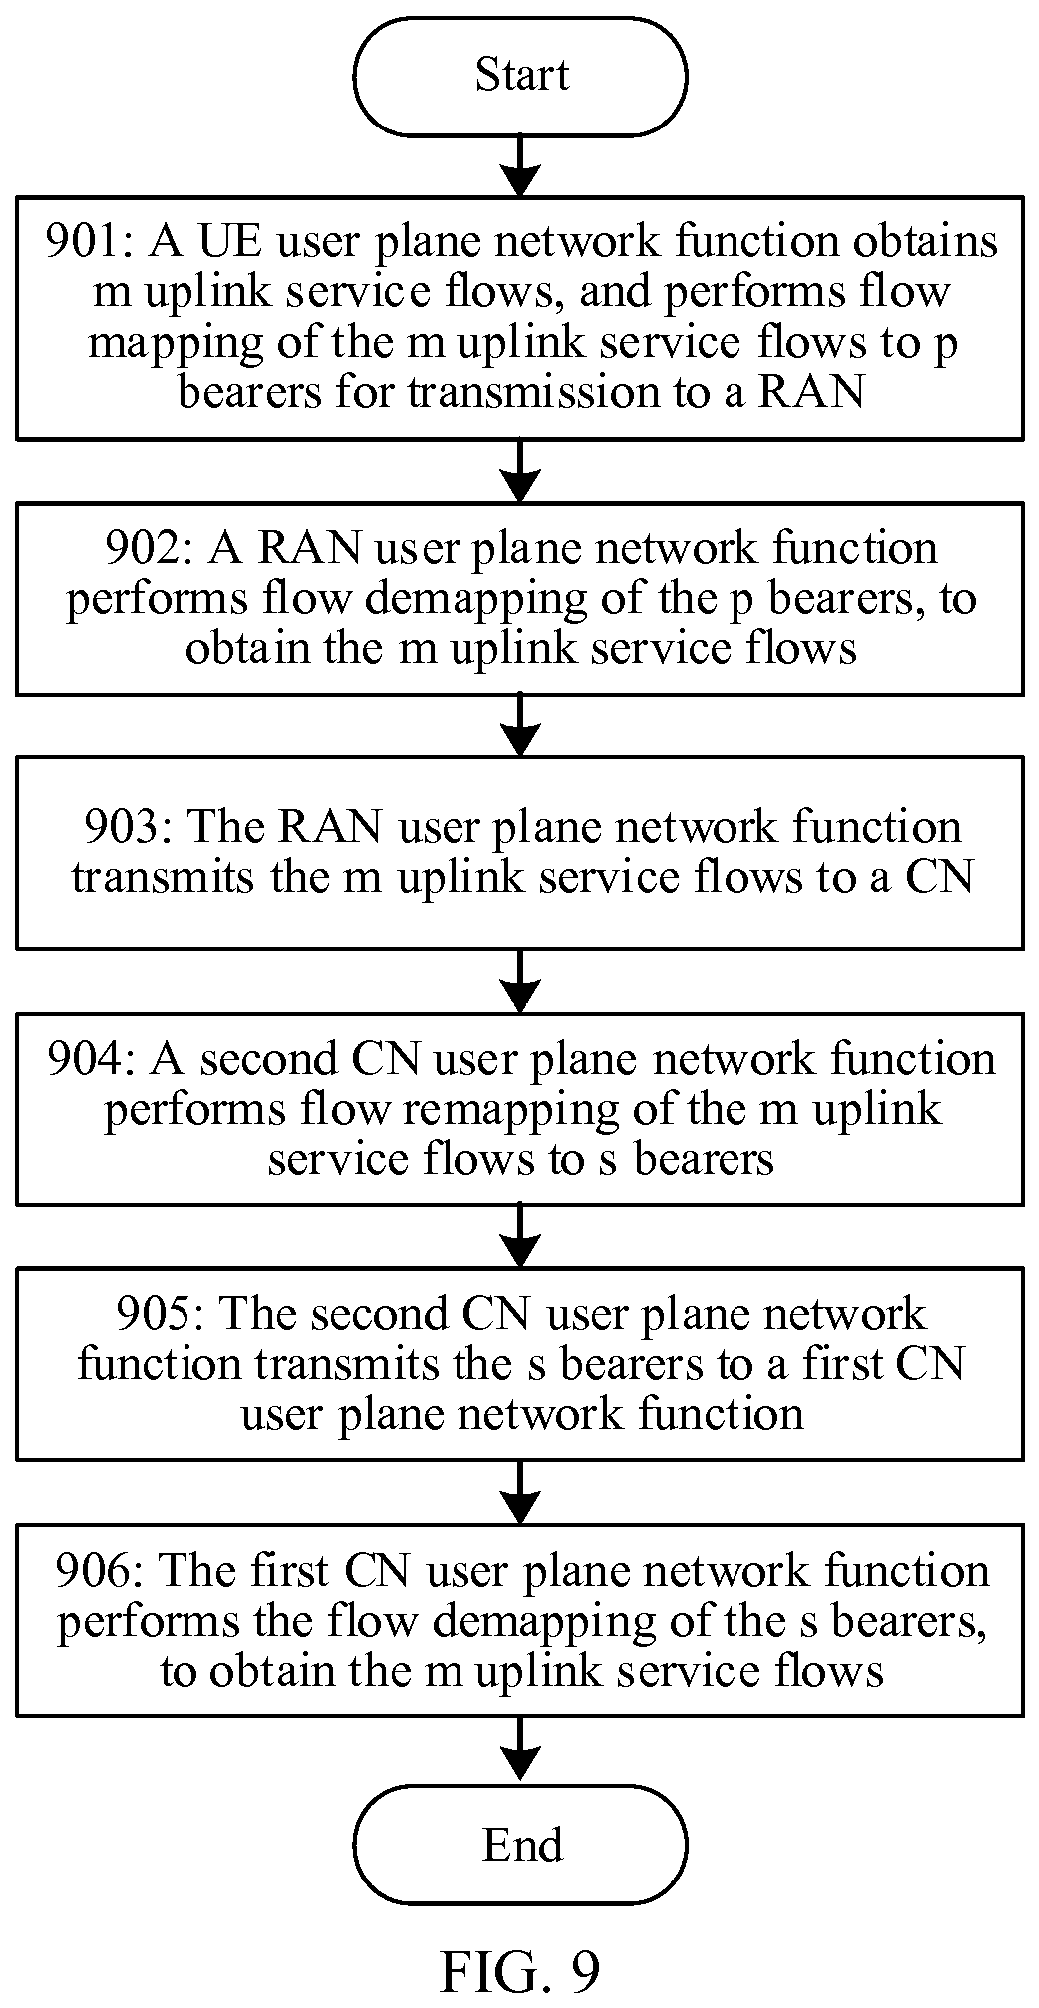 Start
901: A UE user plane network function obtains
m uplink service flows, and performs flow
mapping of the m uplink service flows to p
bearers for transmission to a RAN
902: A RAN user plane network function
performs flow demapping of the p bearers, to
obtain the m uplink service flows
903: The RAN user plane network function
transmits the m uplink service flows to a CN
904: A second CN user plane network function
performs flow remapping of the m uplink
service flows to s bearers
905: The second CN user plane network
function transmits the s bearers to a first CN
user plane network function
906: The first CN user plane network function
performs the flow demapping of the s bearers,
to obtain the m uplink service flows
End
FIG. 9